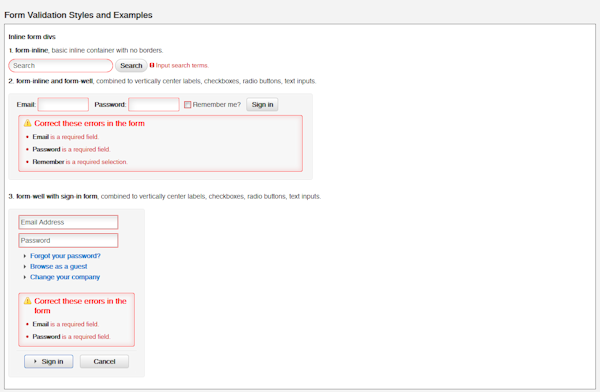 Form Validation Styles and Examples
Inline form divs
1. form-inline, basic inline container with no borders.
Search Search Input search terms
2. form-inline and form-well, combined to vertically center labels, checkboxes, radio buttons, text inputs.
Email: Password: Remember me? Sign in
Correct these errors in the form
Email is a required field.
Password is a required field.
Remember is a required selection.
3. form-well with sign-in form, combined to vertically center labels, checkboxes, radio buttons, text inputs.
Email Address
Password
Forgot your password?
Browse as a guest
Change your company
Correct these errors in the
form
Email is a required field.
Password is a required field.
Sign in Cancel